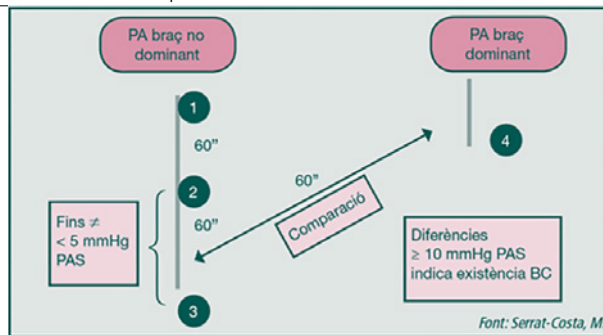 PA braç no
dominant
PA braç
dominant
1
60”
2
60”
3
4
60”
Comparació
Fins ≠
< 5 mmHg
PAS
Diferències
≥ 10 mmHg PAS
indica existència BC
Font: Serrat-Costa, M